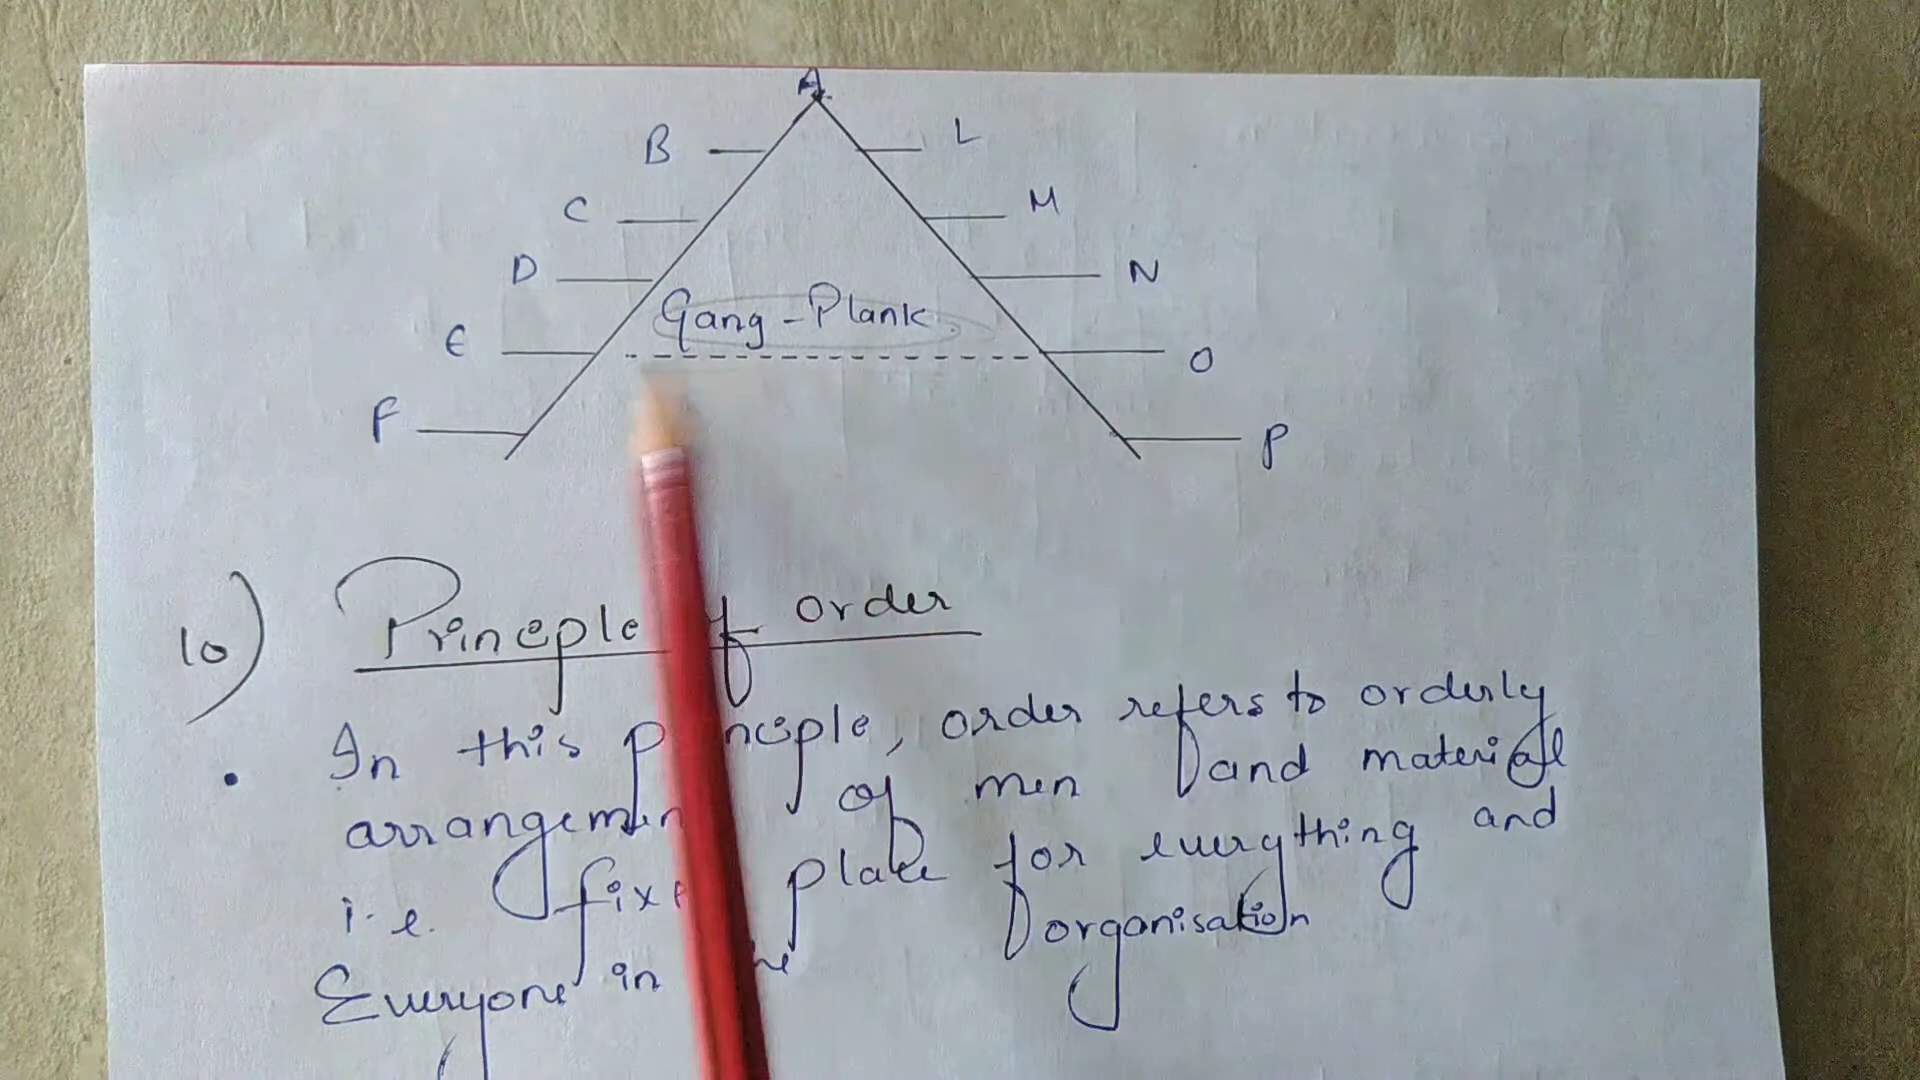 A
B L
C M
D N
Gang-Plank
E O
F P
10) Principle of order
• In this principle, order refers to orderly
arrangement of men and material
i.e. fixed place for everything and
Everyone in the organisation